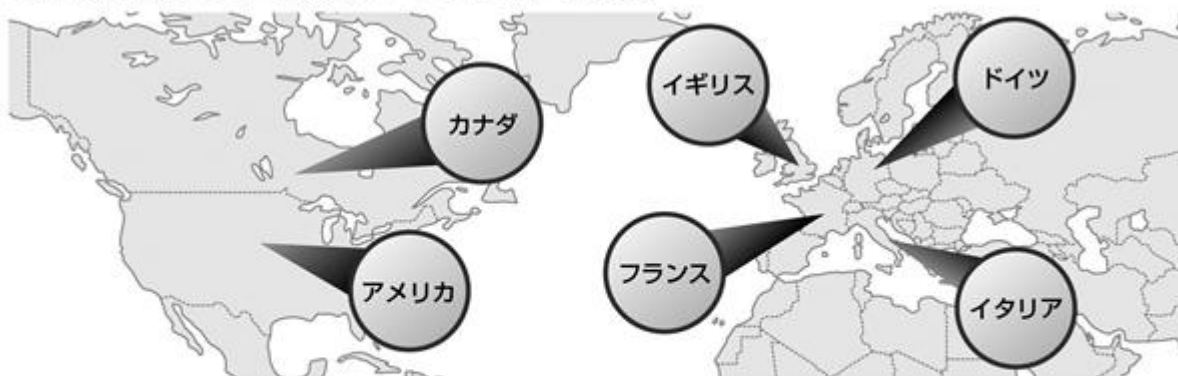 イギリス
ドイツ
カナダ
フランス
アメリカ
イタリア